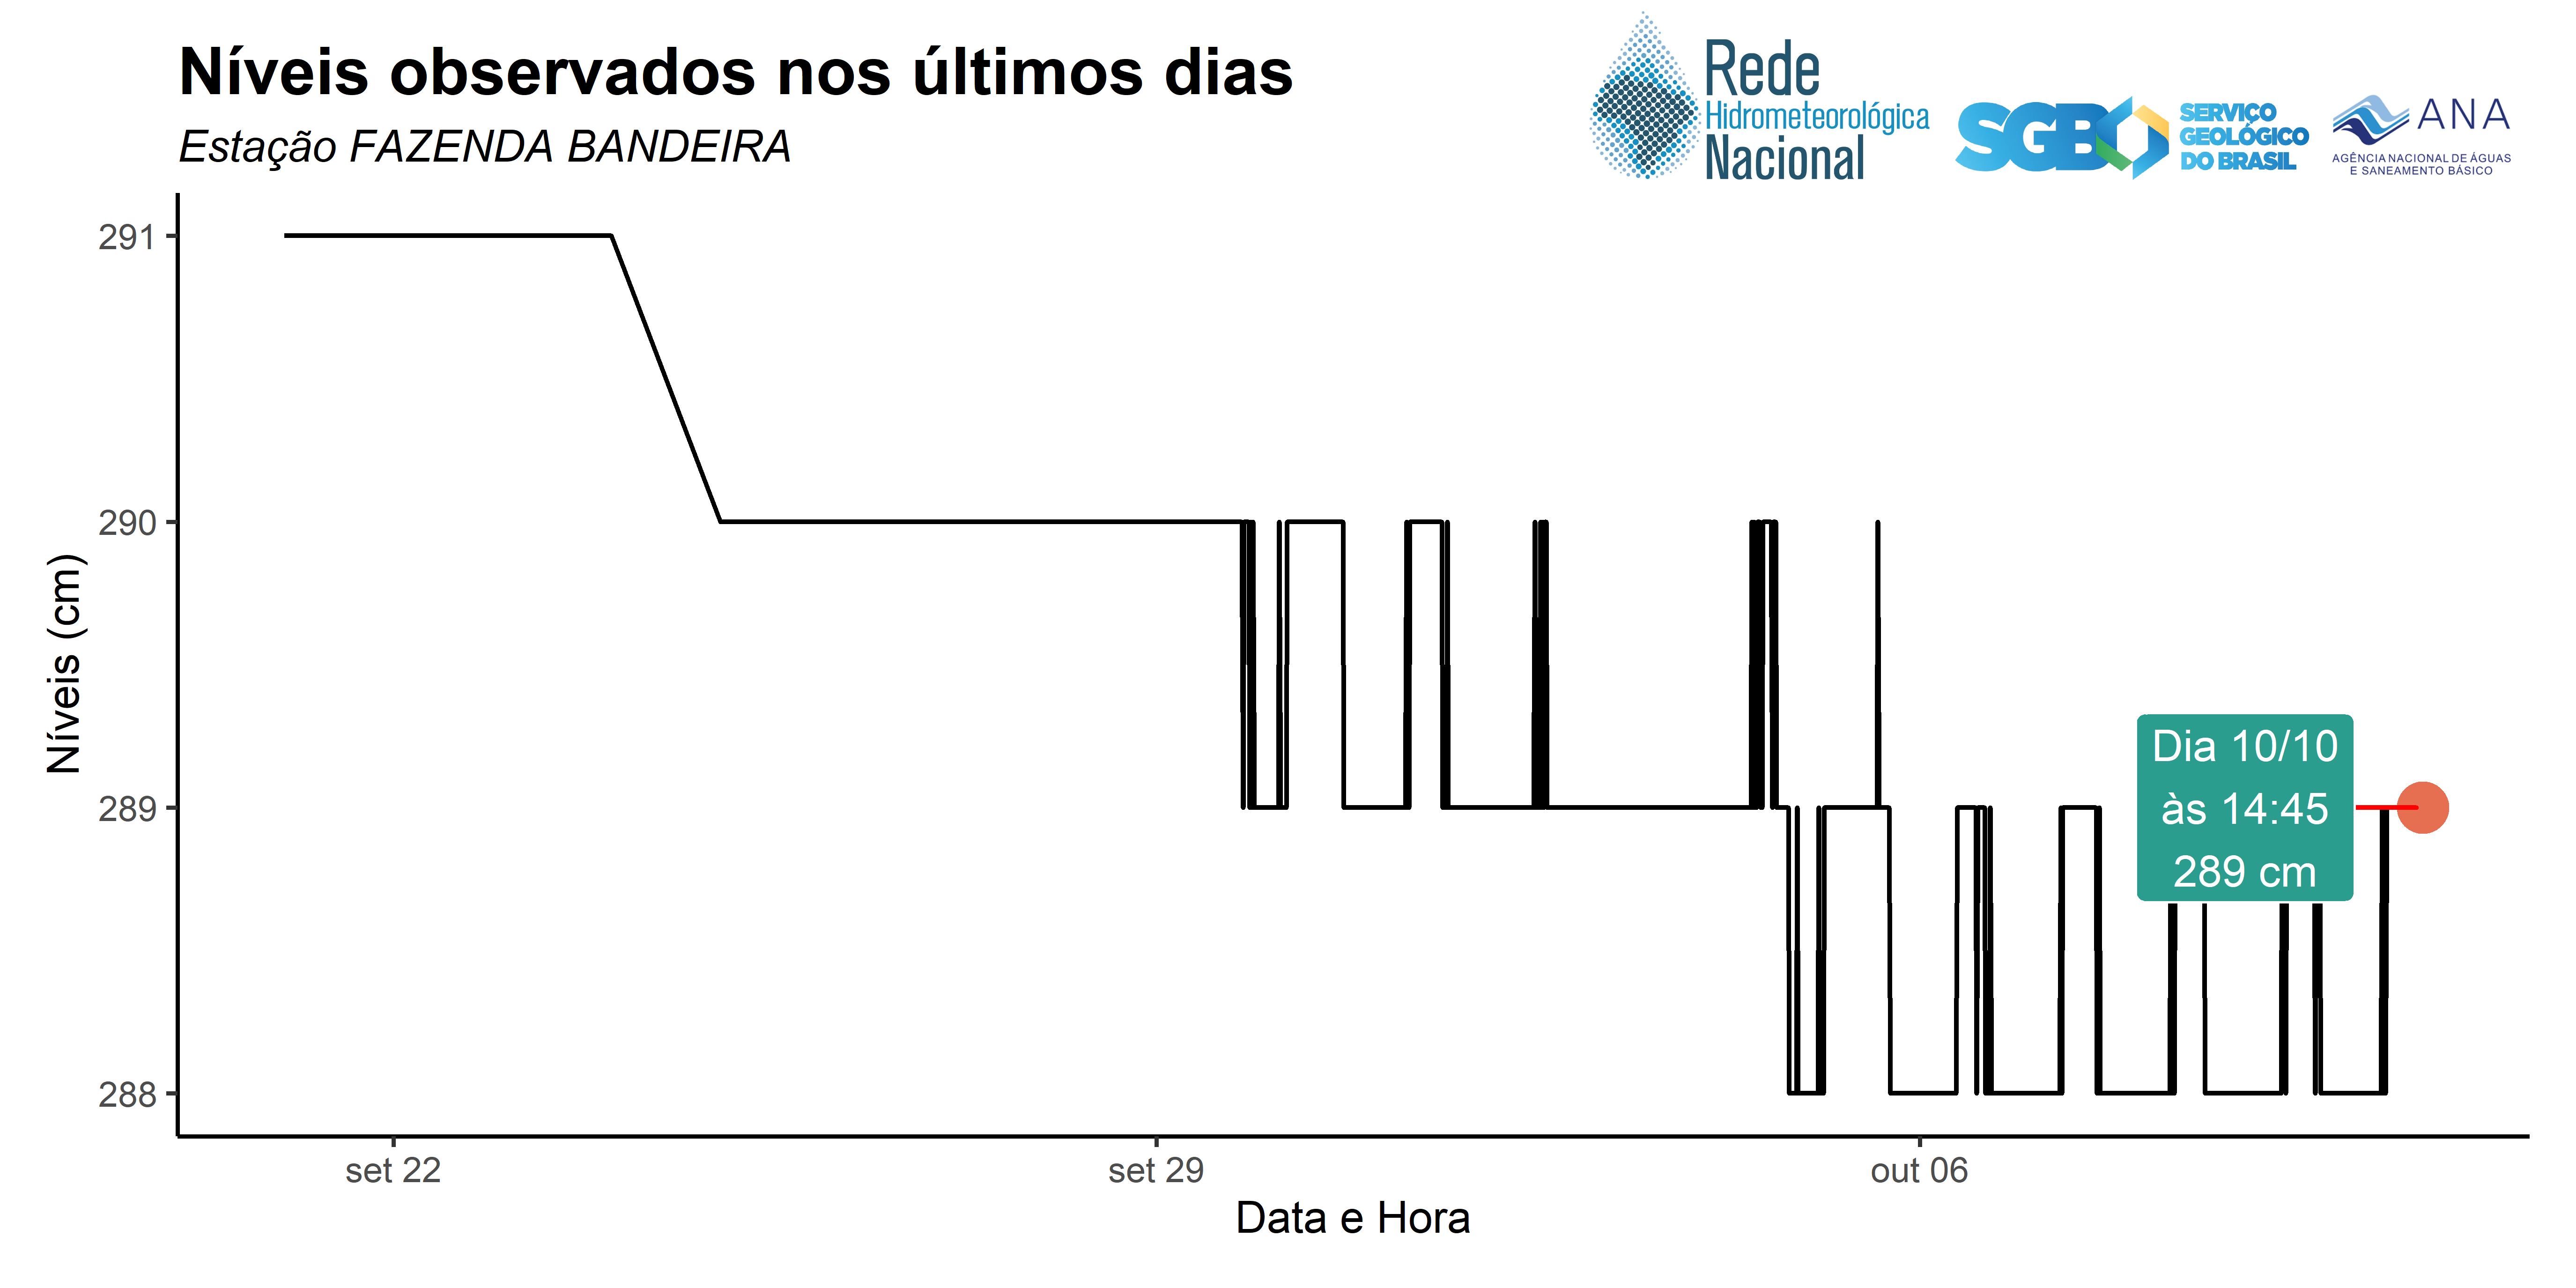 Níveis observados nos últimos dias
Estação FAZENDA BANDEIRA
Rede
Hidrometeorológica
Nacional
SGB
SERVIÇO
GEOLÓGICO
DO BRASIL
ANA
AGÊNCIA NACIONAL DE ÁGUAS
E SANEAMENTO BÁSICO
Níveis (cm)
291
290
289
288
Dia 10/10
às 14:45
289 cm
set 22
set 29
out 06
Data e Hora